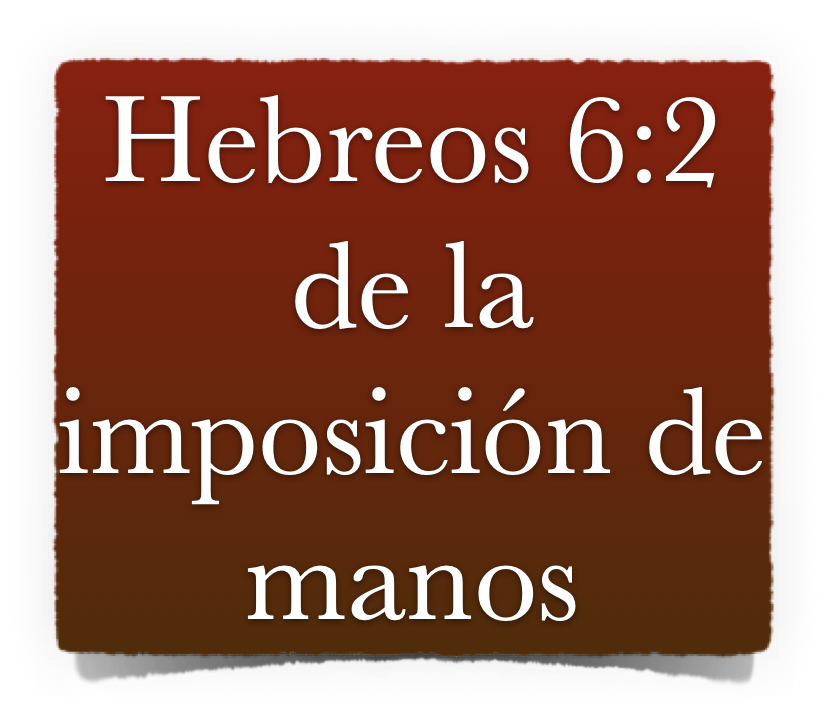 Hebreos 6:2
de la
imposición de
manos